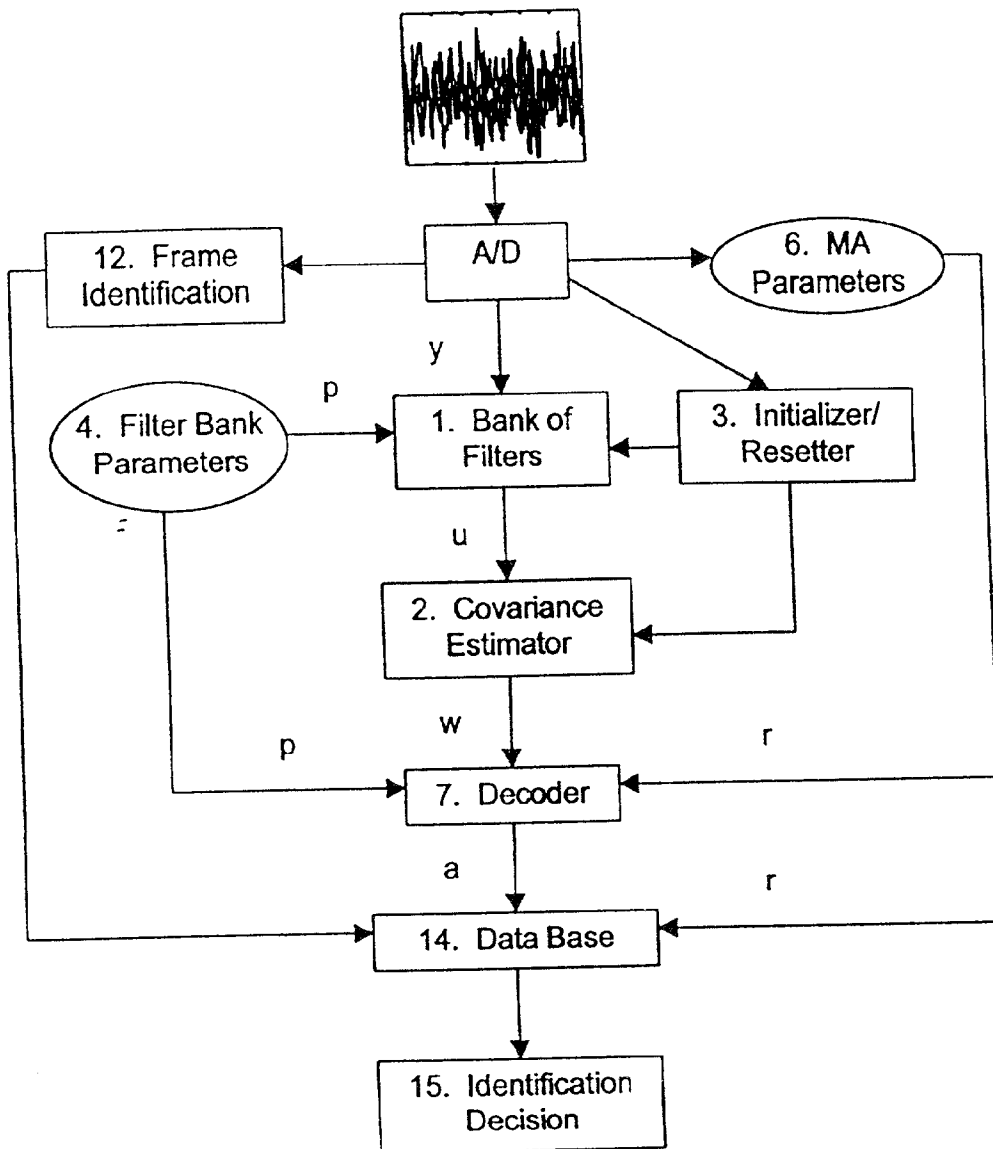 A/D
12. Frame
Identification
6. MA
Parameters
y
p
4. Filter Bank
Parameters
1. Bank of
Filters
3. Initializer/
Resetter
u
2. Covariance
Estimator
w
p
r
7. Decoder
a
r
14. Data Base
15. Identification
Decision